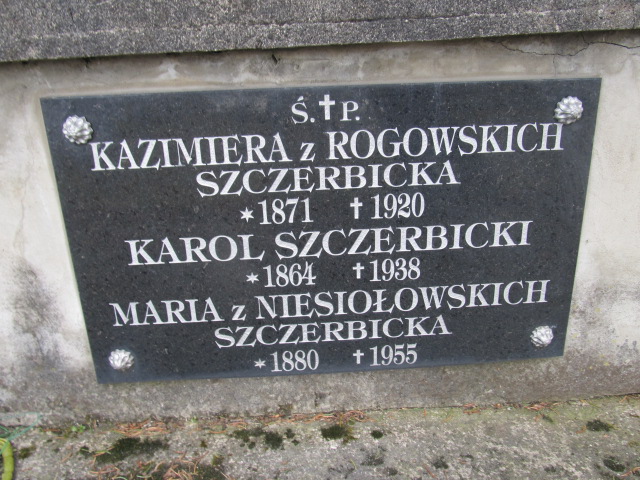 Ś.†P.
KAZIMIERA z ROGOWSKICH
SZCZERBICKA
*1871 †1920
KAROL SZCZERBICKI
*1864 †1938
MARIA z NIESIOŁOWSKICH
SZCZERBICKA
*1880 †1955